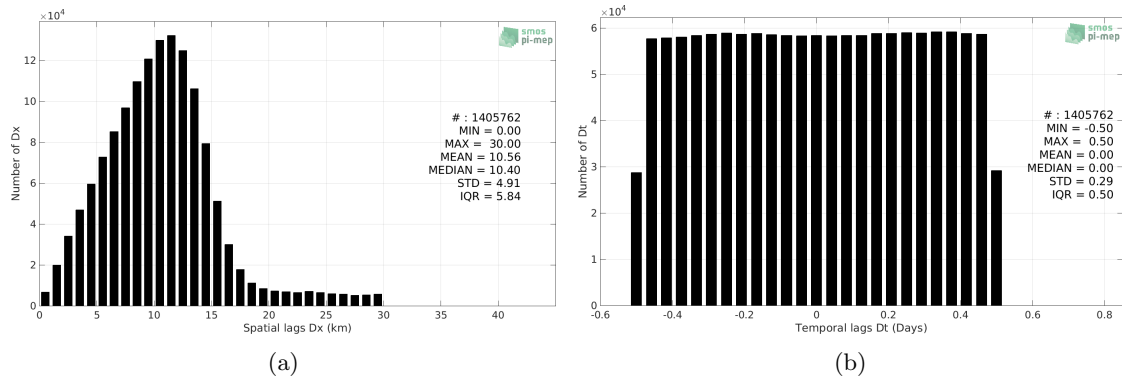 ×10⁴
14
12
10
8
6
4
2
0
0 5 10 15 20 25 30 35 40
Number of Dx
Spatial lags Dx (km)
smos
pi-mep
# : 1405762
MIN = 0.00
MAX = 30.00
MEAN = 10.56
MEDIAN = 10.40
STD = 4.91
IQR = 5.84
(a)
×10⁴
6
5
4
3
2
1
0
-0.6 -0.4 -0.2 0 0.2 0.4 0.6 0.8
Number of Dt
Temporal lags Dt (Days)
smos
pi-mep
# : 1405762
MIN = -0.50
MAX = 0.50
MEAN = 0.00
MEDIAN = 0.00
STD = 0.29
IQR = 0.50
(b)